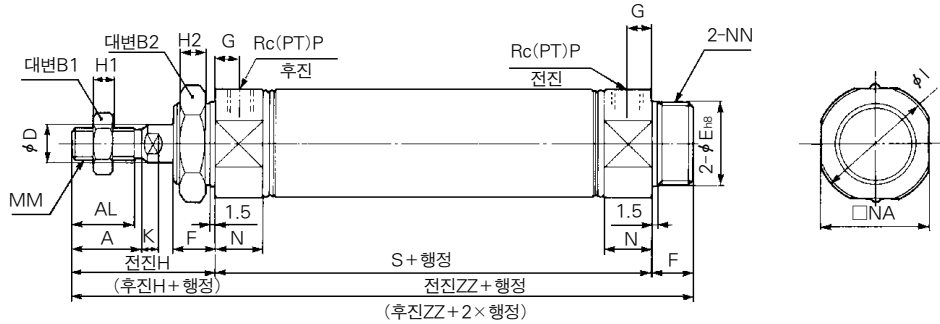 G
H2
G
대변B2
Rc(PT)P
후진
Rc(PT)P
전진
2-NN
H1
대변B1
φI
φD
2-φEh8
MM
AL
1.5
1.5
□NA
A
K
F
N
N
전진H
S+행정
F
(후진H+행정)
전진ZZ+행정
(후진ZZ+2×행정)